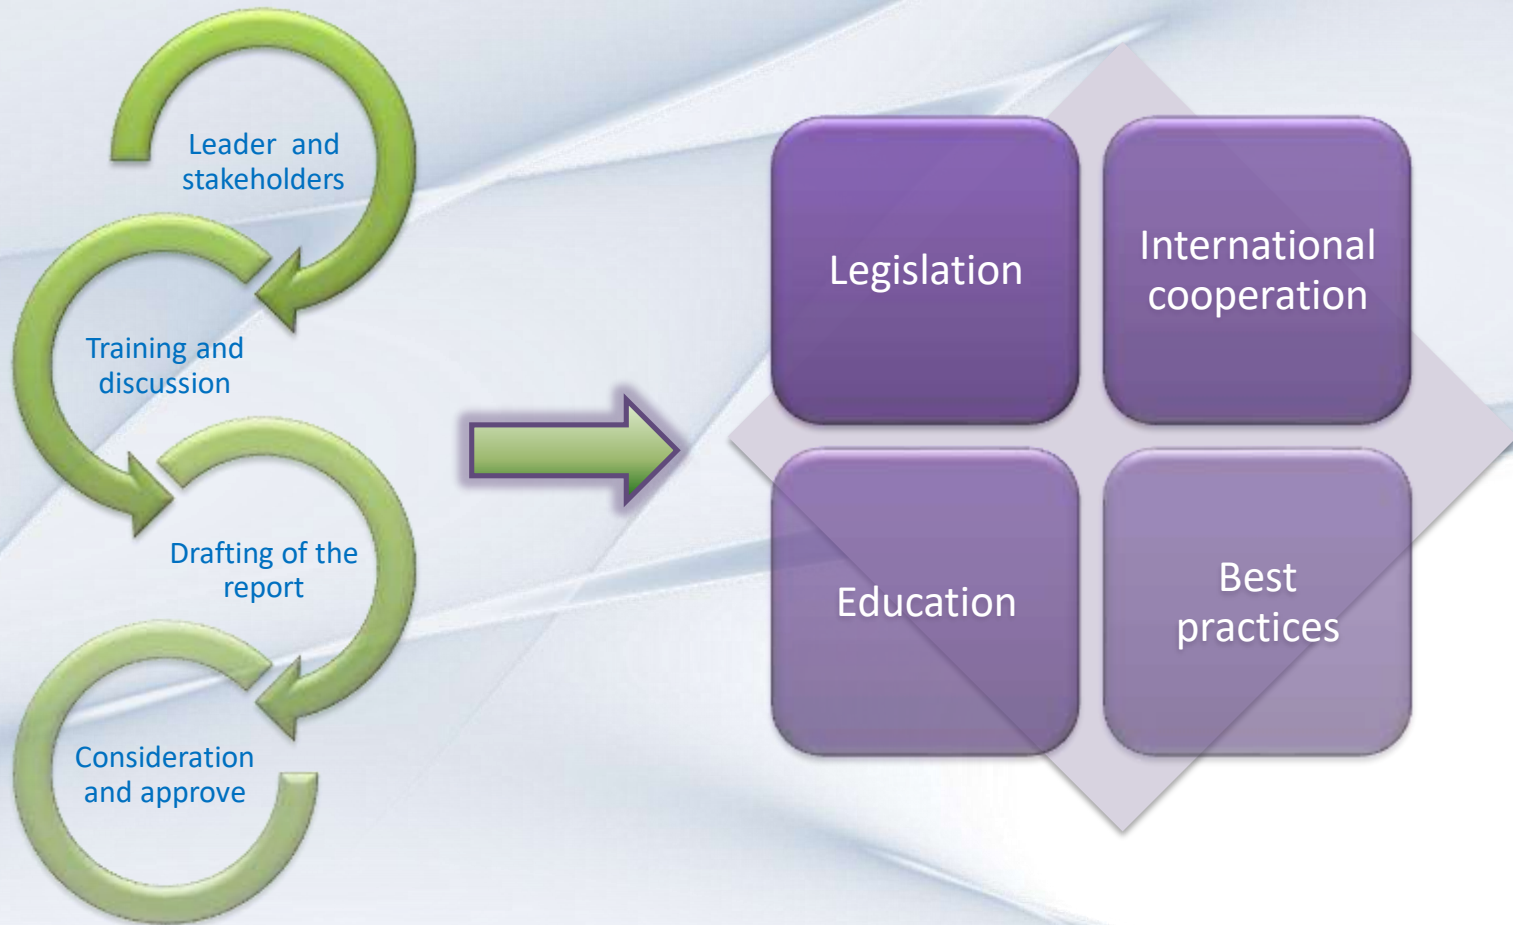 Leader and
stakeholders
Training and
discussion
Drafting of the
report
Consideration
and approve
Legislation
International
cooperation
Education
Best
practices